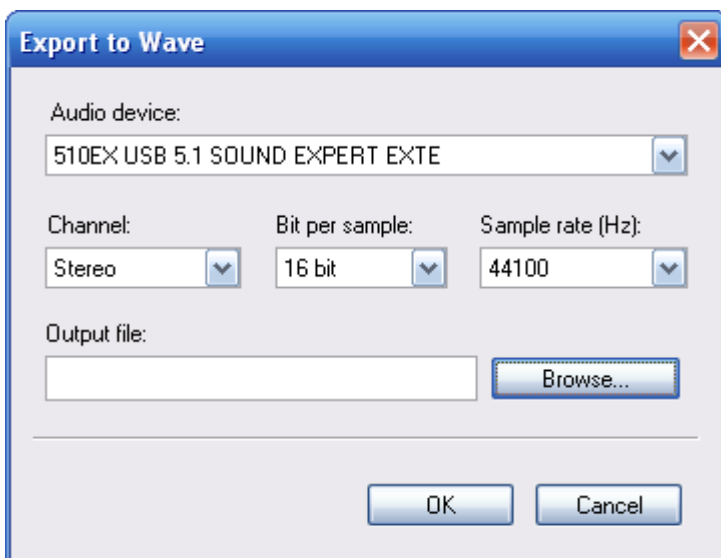 Export to Wave
Audio device:
510EX USB 5.1 SOUND EXPERT EXTE
Channel: Bit per sample: Sample rate (Hz):
Stereo 16 bit 44100
Output file:
Browse...
OK Cancel